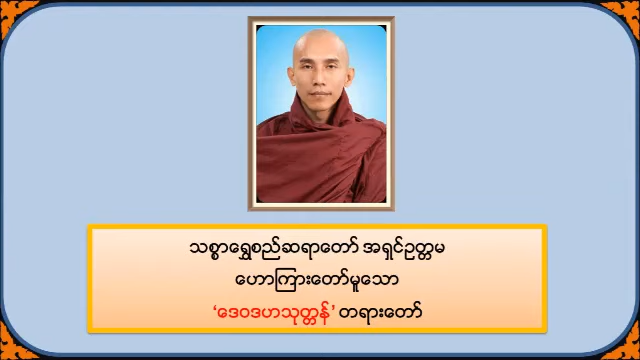 သစ္စာရွှေစည်ဆရာတော် အရှင်ဥတ္တမ
ဟောကြားတော်မူသော
‘ဒေဝဒဟသုတ္တန်’ တရားတော်